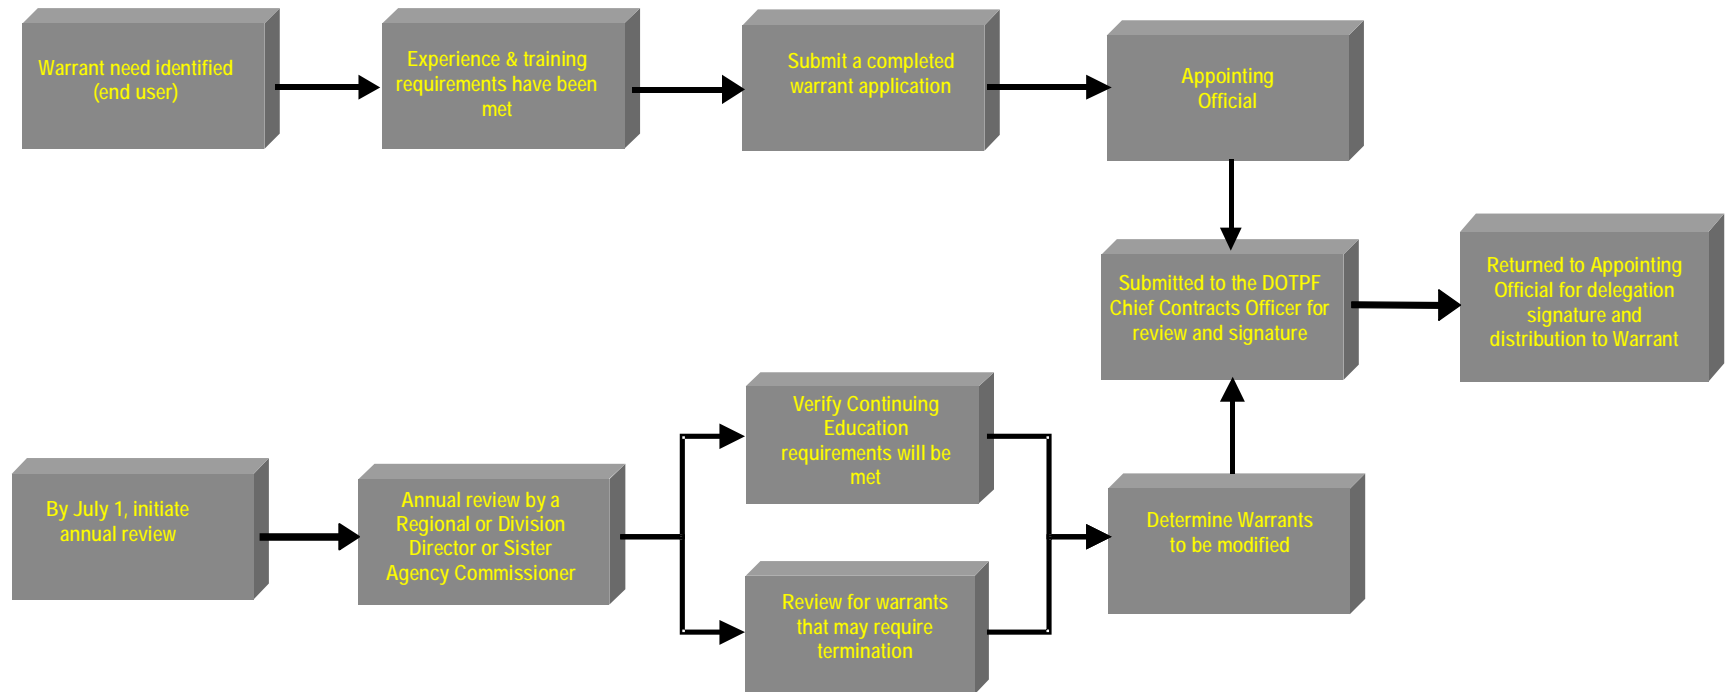 Warrant need identified
(end user)
Experience & training
requirements have been
met
Submit a completed
warrant application
Appointing
Official
Submitted to the DOTPF
Chief Contracts Officer for
review and signature
Returned to Appointing
Official for delegation
signature and
distribution to Warrant
By July 1, initiate
annual review
Annual review by a
Regional or Division
Director or Sister
Agency Commissioner
Verify Continuing
Education
requirements will be
met
Review for warrants
that may require
termination
Determine Warrants
to be modified